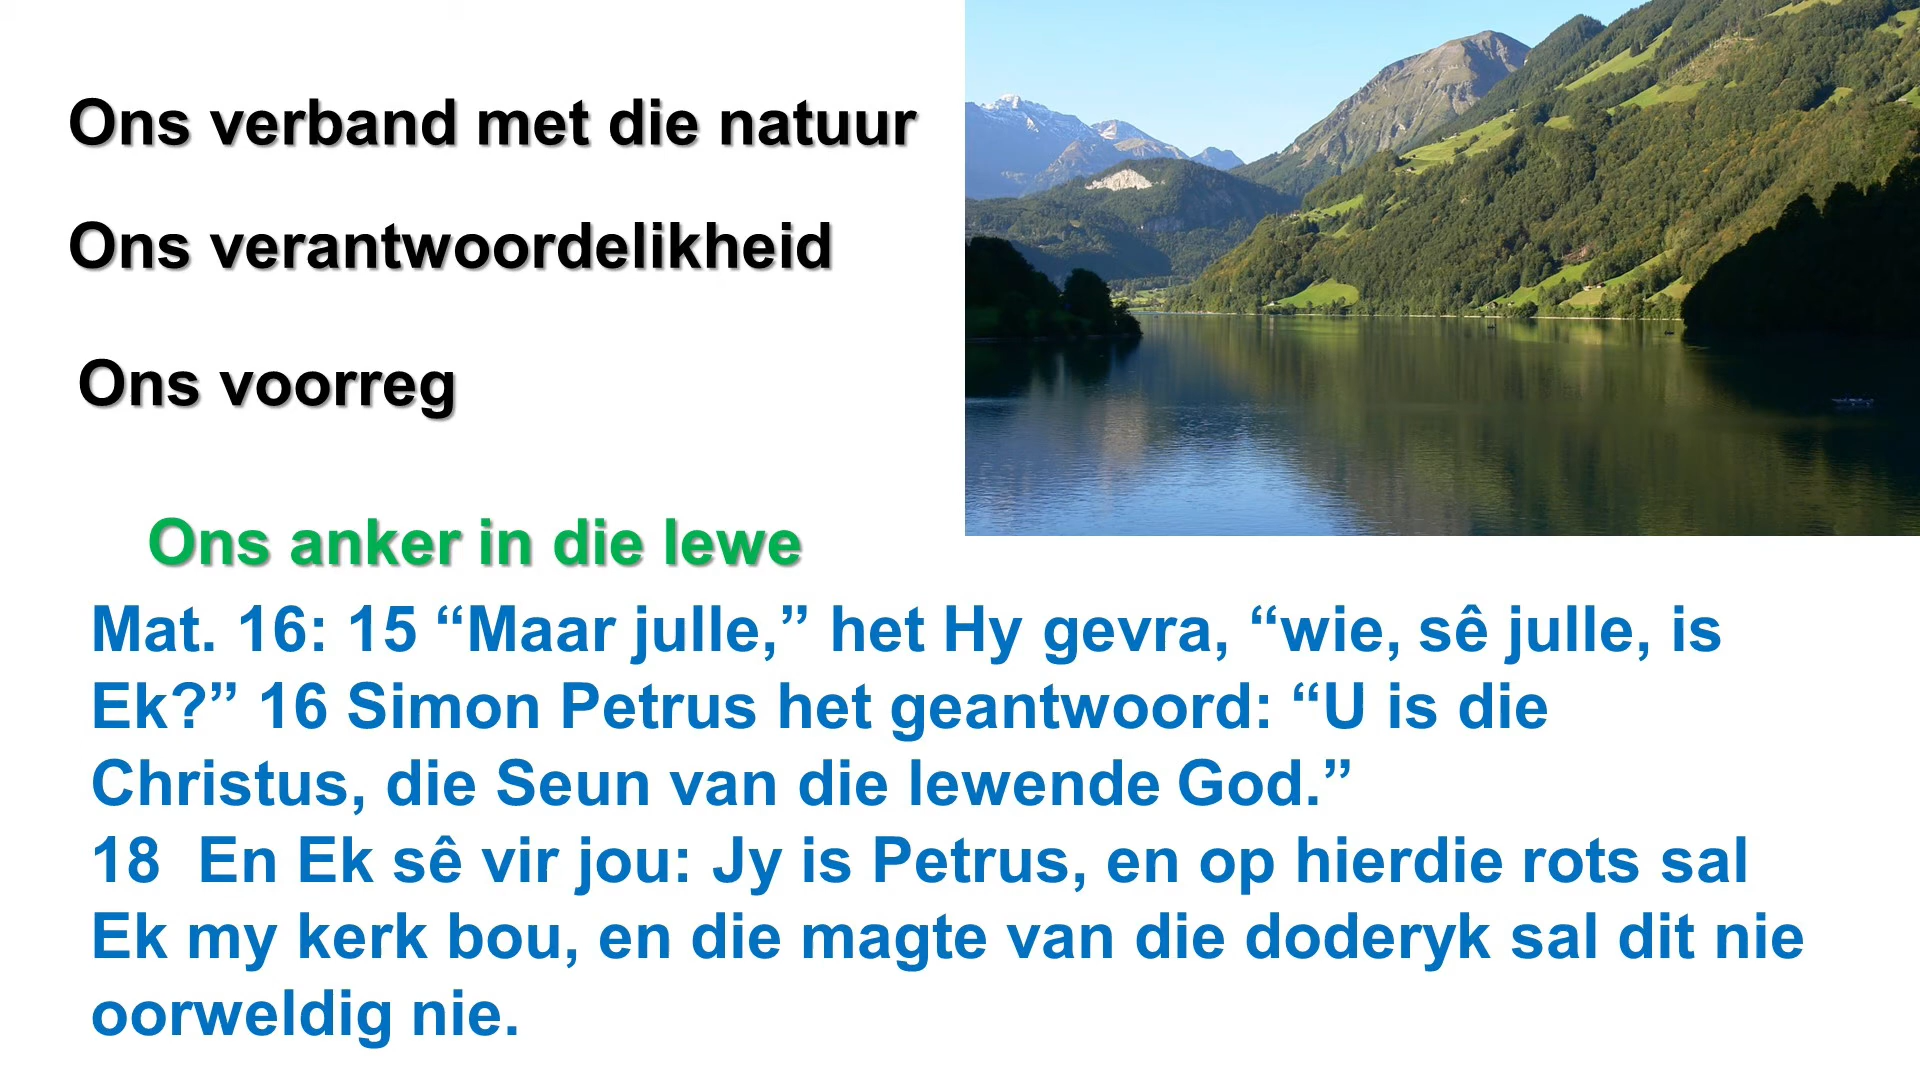 Ons verband met die natuur
Ons verantwoordelikheid
Ons voorreg
Ons anker in die lewe
Mat. 16: 15 “Maar julle,” het Hy gevra, “wie, sê julle, is
Ek?” 16 Simon Petrus het geantwoord: “U is die
Christus, die Seun van die lewende God.”
18  En Ek sê vir jou: Jy is Petrus, en op hierdie rots sal
Ek my kerk bou, en die magte van die doderyk sal dit nie
oorweldig nie.